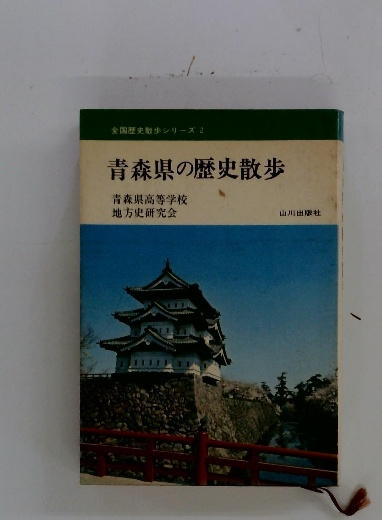 全国歴史散歩シリーズ 2
青森県の歴史散歩
青森県高等学校
地方史研究会
山川出版社